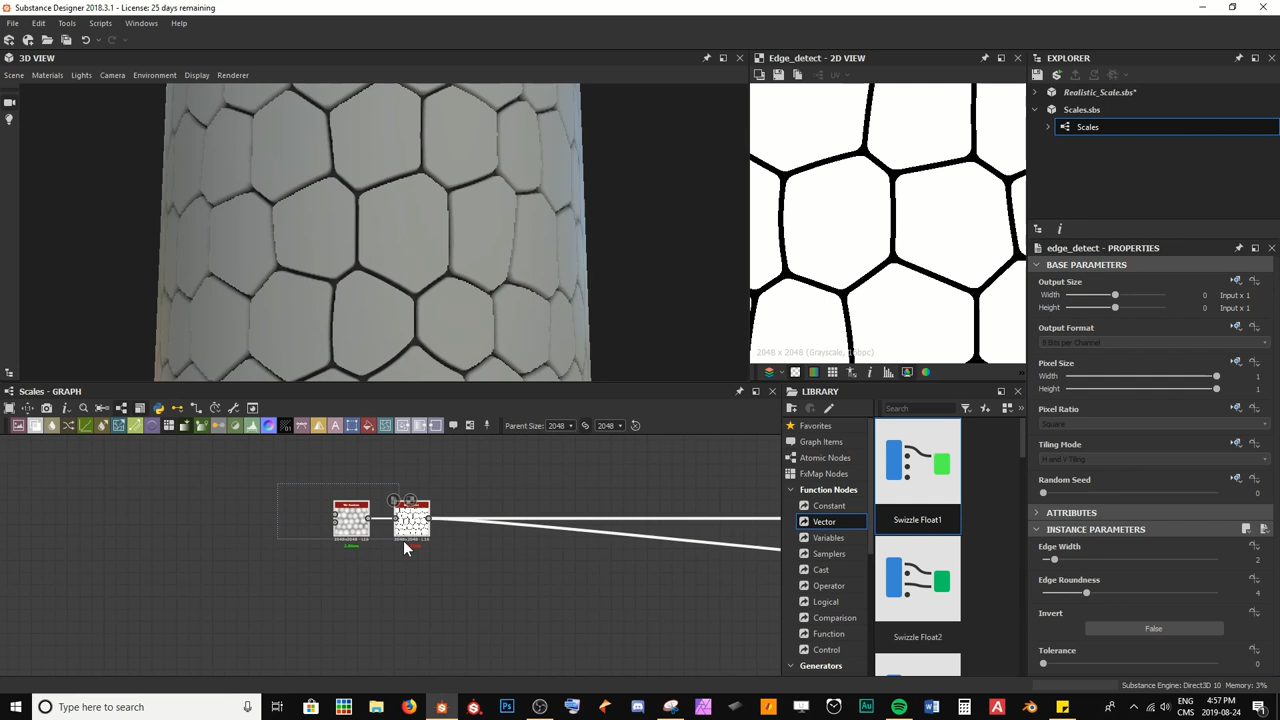 Substance Designer 2018.3.1 - License: 25 days remaining
File Edit Tools Scripts Windows Help
3D VIEW
Scene Materials Lights Camera Environment Display Renderer
Edge_detect - 2D VIEW
UV
2048 x 2048 (Grayscale, 16bpc)
EXPLORER
Realistic_Scale.sbs*
Scales.sbs
Scales
edge_detect - PROPERTIES
BASE PARAMETERS
Output Size
Width 0 Input x 1
Height 0 Input x 1
Output Format
8 Bits per Channel
Pixel Size
Width 1
Height 1
Pixel Ratio
Square
Tiling Mode
H and V Tiling
Random Seed
0
ATTRIBUTES
INSTANCE PARAMETERS
Edge Width
2
Edge Roundness
4
Invert
False
Tolerance
0
Scales - GRAPH
Parent Size: 2048 2048
LIBRARY
Search
Favorites
Graph Items
Atomic Nodes
FxMap Nodes
Function Nodes
Constant
Vector
Variables
Samplers
Cast
Operator
Logical
Comparison
Function
Control
Generators
Swizzle Float1
Swizzle Float2
Substance Engine: Direct3D 10 Memory: 3%
Type here to search
ENG
CMS
4:57 PM
2019-08-24